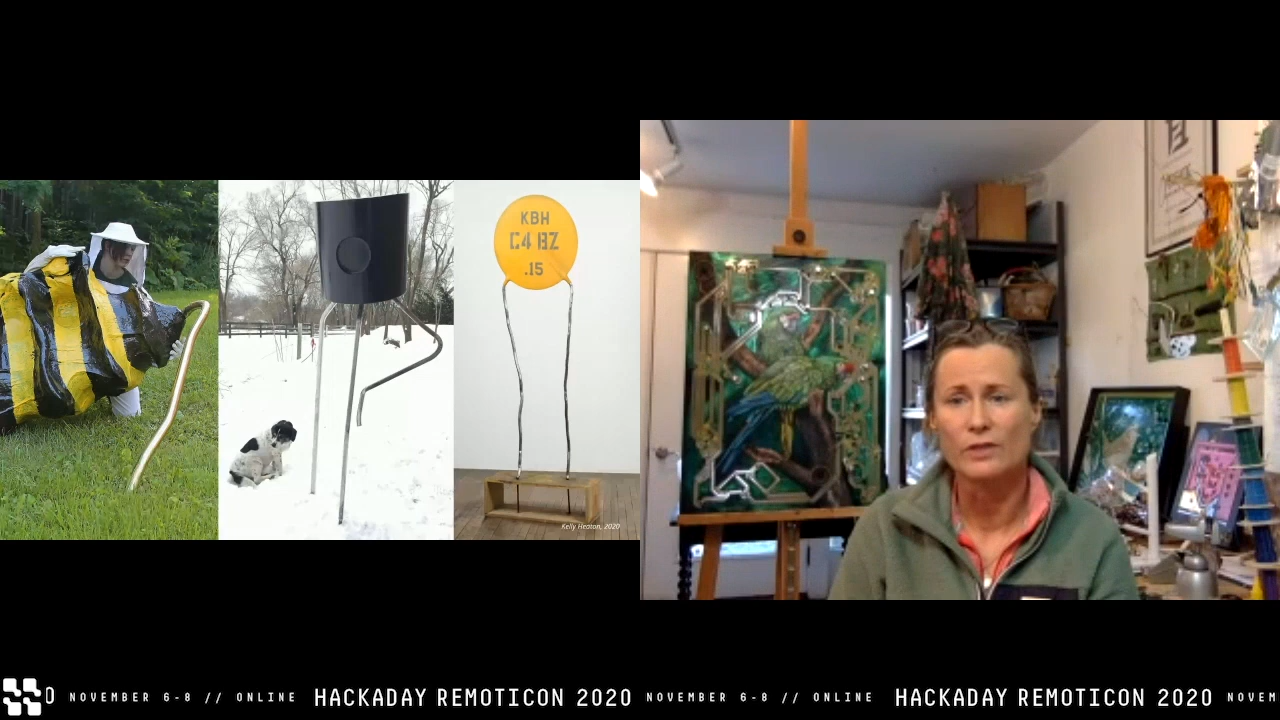 KBH
C4 BZ
.15
Kelly Heaton, 2020
0 NOVEMBER 6-8 // ONLINE HACKADAY REMOTICON 2020 NOVEMBER 6-8 // ONLINE HACKADAY REMOTICON 2020 NOVEM